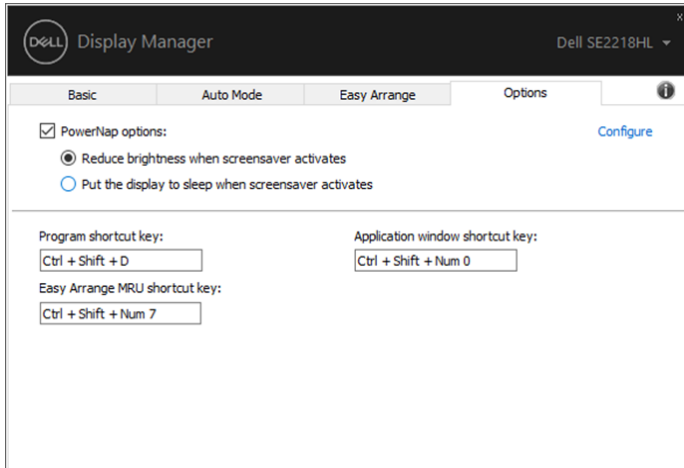 DELL Display Manager
Dell SE2218HL
x
Basic
Auto Mode
Easy Arrange
Options
i
PowerNap options:
Configure
Reduce brightness when screensaver activates
Put the display to sleep when screensaver activates
Program shortcut key:
Application window shortcut key:
Ctrl + Shift + D
Ctrl + Shift + Num 0
Easy Arrange MRU shortcut key:
Ctrl + Shift + Num 7